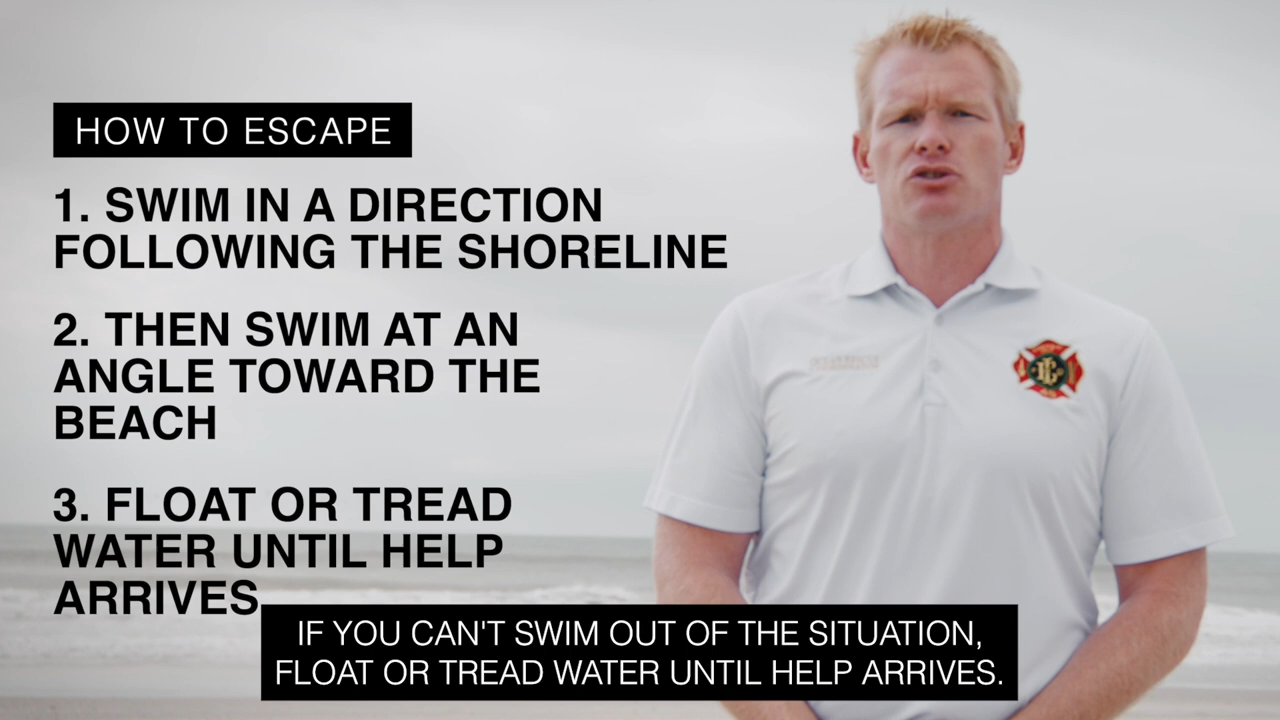 HOW TO ESCAPE
1. SWIM IN A DIRECTION
FOLLOWING THE SHORELINE
2. THEN SWIM AT AN
ANGLE TOWARD THE
BEACH
3. FLOAT OR TREAD
WATER UNTIL HELP
ARRIVES
IF YOU CAN'T SWIM OUT OF THE SITUATION,
FLOAT OR TREAD WATER UNTIL HELP ARRIVES.